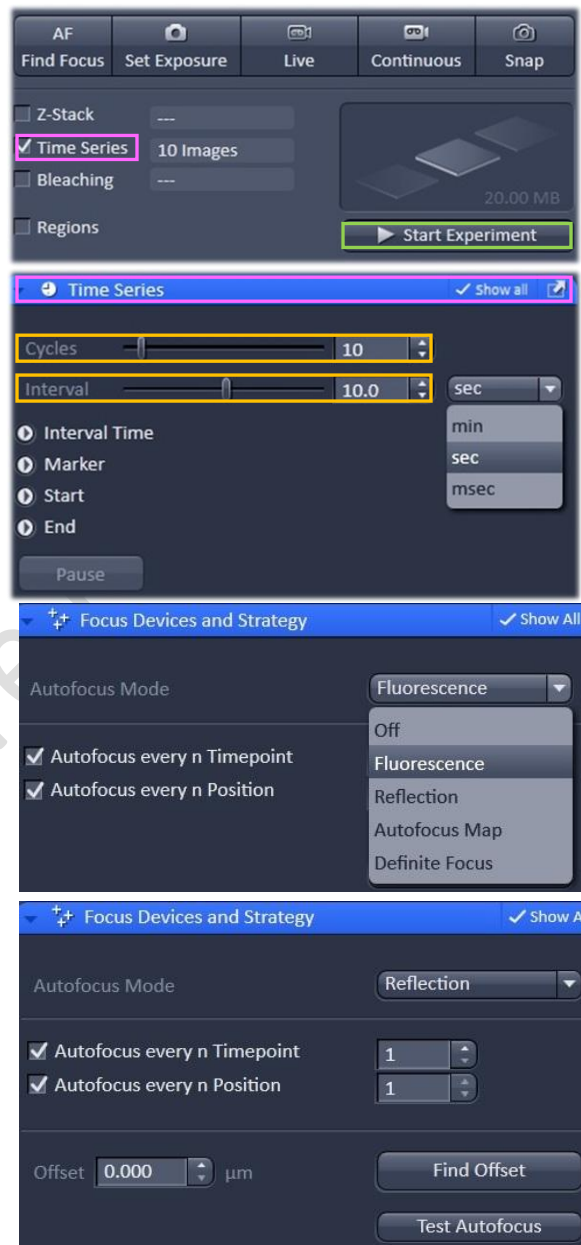 AF
Find Focus Set Exposure Live Continuous Snap
Z-Stack ---
Time Series 10 Images
Bleaching ---
20.00 MB
Regions
Start Experiment
Time Series Show all
Cycles 10
Interval 10.0 sec
min
sec
msec
Interval Time
Marker
Start
End
Pause
Focus Devices and Strategy Show All
Autofocus Mode Fluorescence
Off
Fluorescence
Reflection
Autofocus Map
Definite Focus
Autofocus every n Timepoint
Autofocus every n Position
Focus Devices and Strategy Show A
Autofocus Mode Reflection
Autofocus every n Timepoint 1
Autofocus every n Position 1
Offset 0.000 µm Find Offset
Test Autofocus